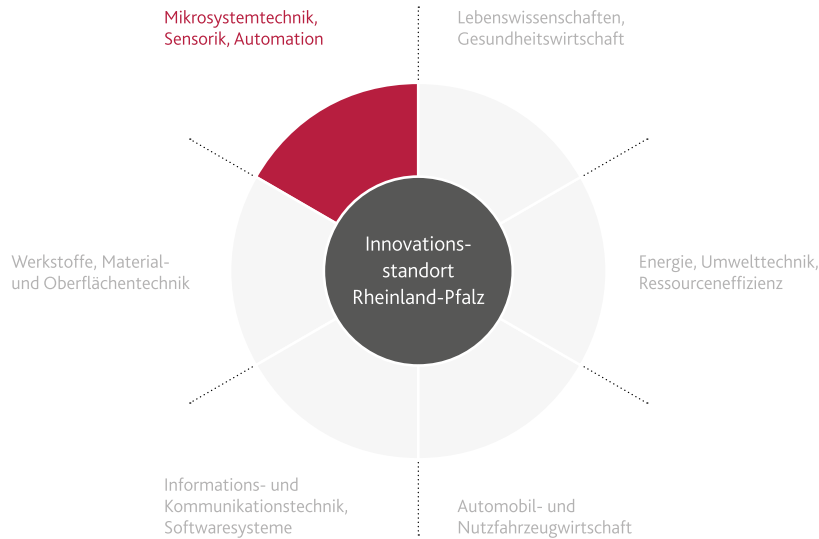 Mikrosystemtechnik,
Sensorik, Automation
Lebenswissenschaften,
Gesundheitswirtschaft
Innovations-
standort
Rheinland-Pfalz
Werkstoffe, Material-
und Oberflächentechnik
Energie, Umwelttechnik,
Ressourceneffizienz
Informations- und
Kommunikationstechnik,
Softwaresysteme
Automobil- und
Nutzfahrzeugwirtschaft